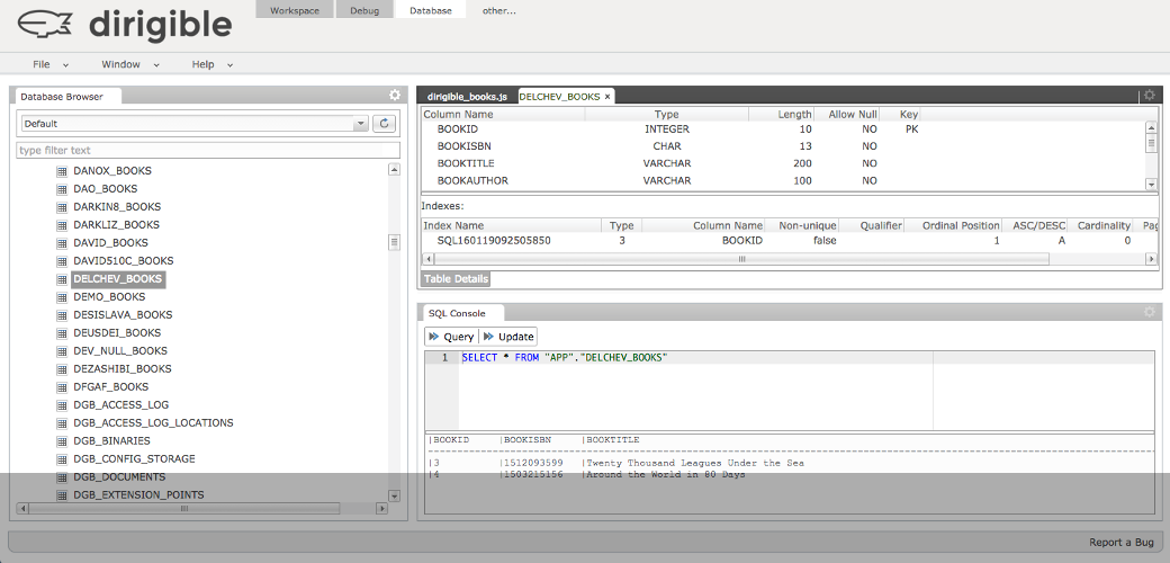 dirigible
Workspace Debug Database other...
File Window Help
Database Browser
Default
type filter text
DANOX_BOOKS
DAO_BOOKS
DARKIN8_BOOKS
DARKLIZ_BOOKS
DAVID_BOOKS
DAVID510C_BOOKS
DELCHEV_BOOKS
DEMO_BOOKS
DESISLAVA_BOOKS
DEUSDEI_BOOKS
DEV_NULL_BOOKS
DEZASHIBI_BOOKS
DFGAF_BOOKS
DGB_ACCESS_LOG
DGB_ACCESS_LOG_LOCATIONS
DGB_BINARIES
DGB_CONFIG_STORAGE
DGB_DOCUMENTS
DGB_EXTENSION_POINTS
dirigible_books.js DELCHEV_BOOKS ×
Column Name Type Length Allow Null Key
BOOKID INTEGER 10 NO PK
BOOKISBN CHAR 13 NO
BOOKTITLE VARCHAR 200 NO
BOOKAUTHOR VARCHAR 100 NO
Indexes:
Index Name Type Column Name Non-unique Qualifier Ordinal Position ASC/DESC Cardinality Pag
SQL160119092505850 3 BOOKID false 1 A 0
Table Details
SQL Console
Query Update
1 SELECT * FROM "APP"."DELCHEV_BOOKS"
|BOOKID |BOOKISBN |BOOKTITLE
|3 |1512093599 |Twenty Thousand Leagues Under the Sea
|4 |1503215156 |Around the World in 80 Days
Report a Bug